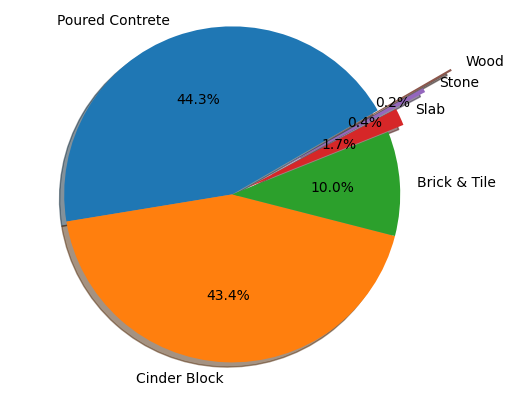 Poured Contrete
Wood
Stone
44.3%
0.2%
Slab
0.4%
1.7%
Brick & Tile
10.0%
43.4%
Cinder Block